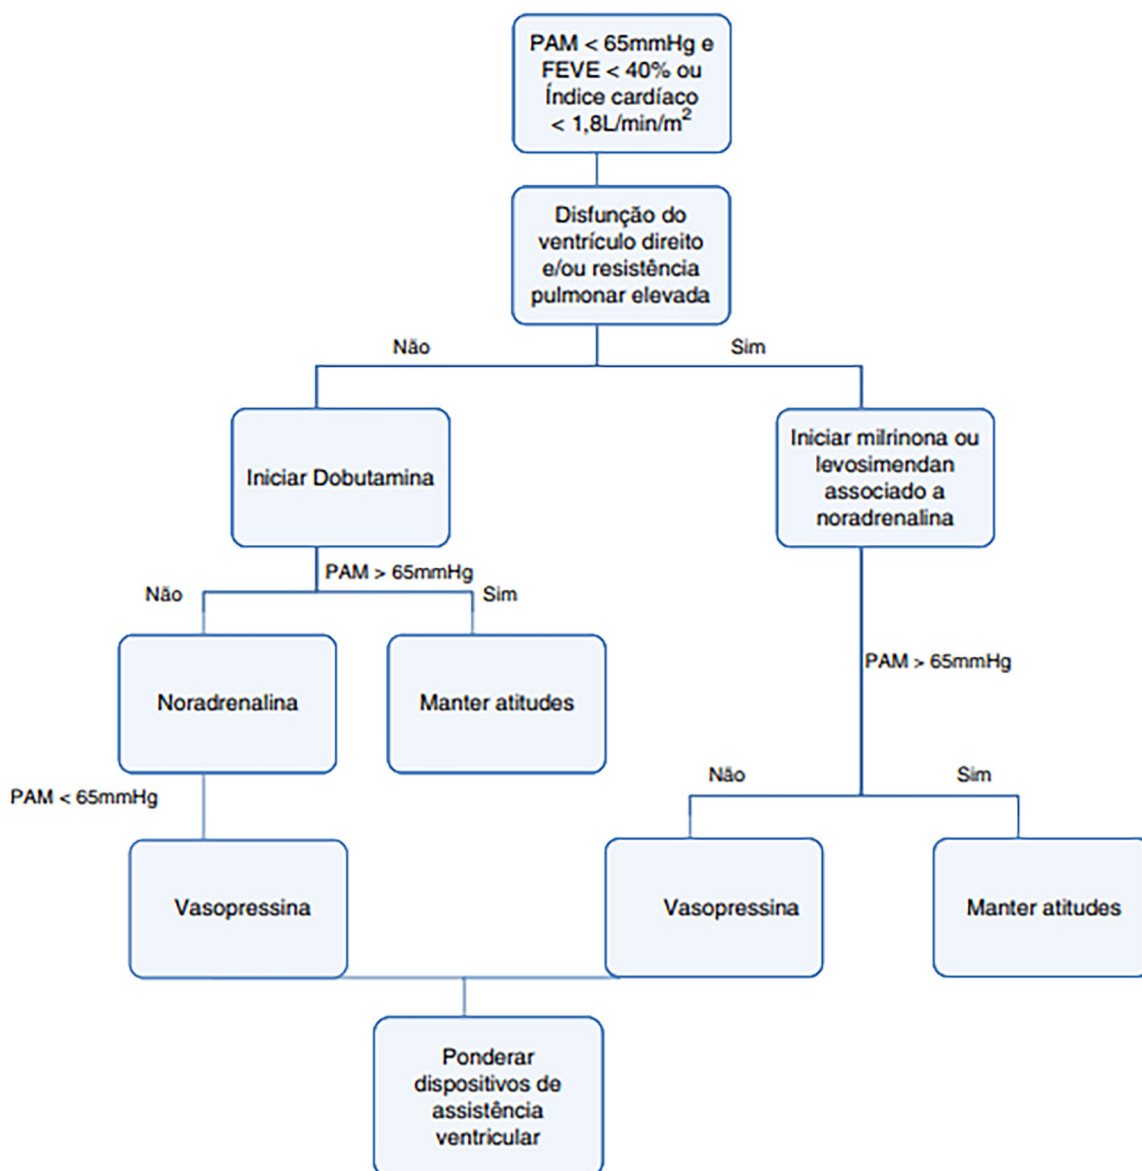 PAM < 65mmHg e
FEVE < 40% ou
Índice cardíaco
< 1,8L/min/m²
Disfunção do
ventrículo direito
e/ou resistência
pulmonar elevada
Não
Sim
Iniciar Dobutamina
Iniciar milrinona ou
levosimendan
associado a
noradrenalina
PAM > 65mmHg
Não
Sim
Noradrenalina
Manter atitudes
PAM > 65mmHg
PAM < 65mmHg
Não
Sim
Vasopressina
Vasopressina
Manter atitudes
Ponderar
dispositivos de
assistência
ventricular